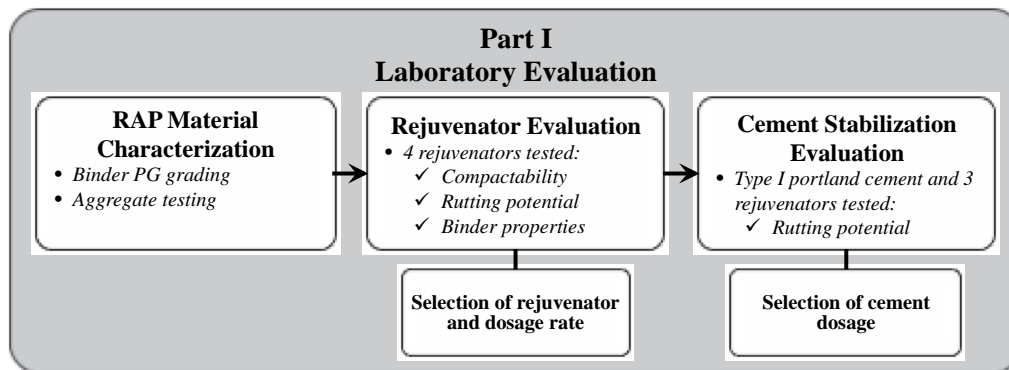 Part I
Laboratory Evaluation
RAP Material
Characterization
• Binder PG grading
• Aggregate testing
Rejuvenator Evaluation
• 4 rejuvenators tested:
✓ Compactability
✓ Rutting potential
✓ Binder properties
Selection of rejuvenator
and dosage rate
Cement Stabilization
Evaluation
• Type I portland cement and 3
rejuvenators tested:
✓ Rutting potential
Selection of cement
dosage